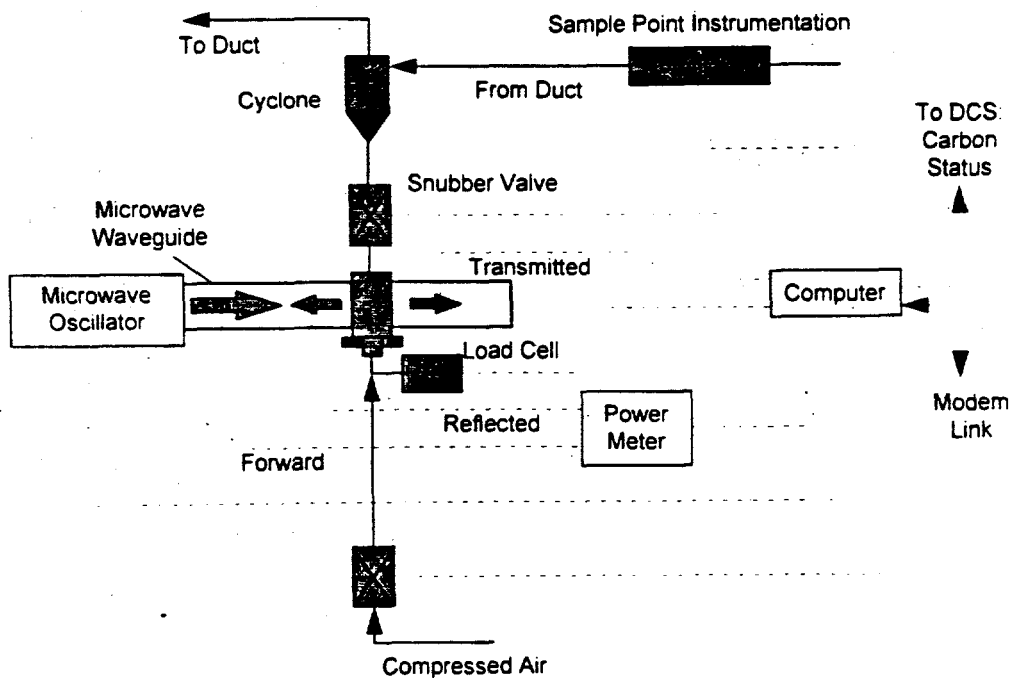 Sample Point Instrumentation
To Duct
From Duct
Cyclone
To DCS:
Carbon
Status
Snubber Valve
Microwave
Waveguide
Transmitted
Microwave
Oscillator
Computer
Load Cell
Power
Meter
Reflected
Modem
Link
Forward
Compressed Air